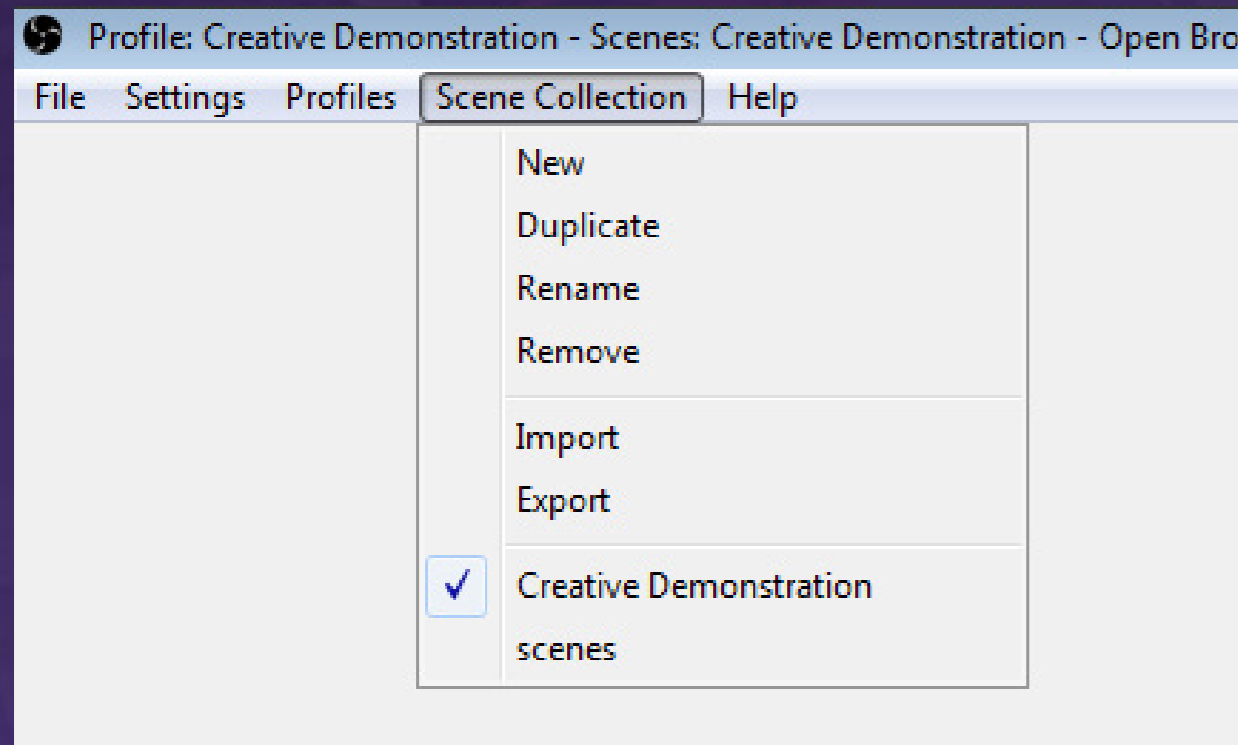 Profile: Creative Demonstration - Scenes: Creative Demonstration - Open Bro
File Settings Profiles Scene Collection Help
New
Duplicate
Rename
Remove
Import
Export
Creative Demonstration
scenes